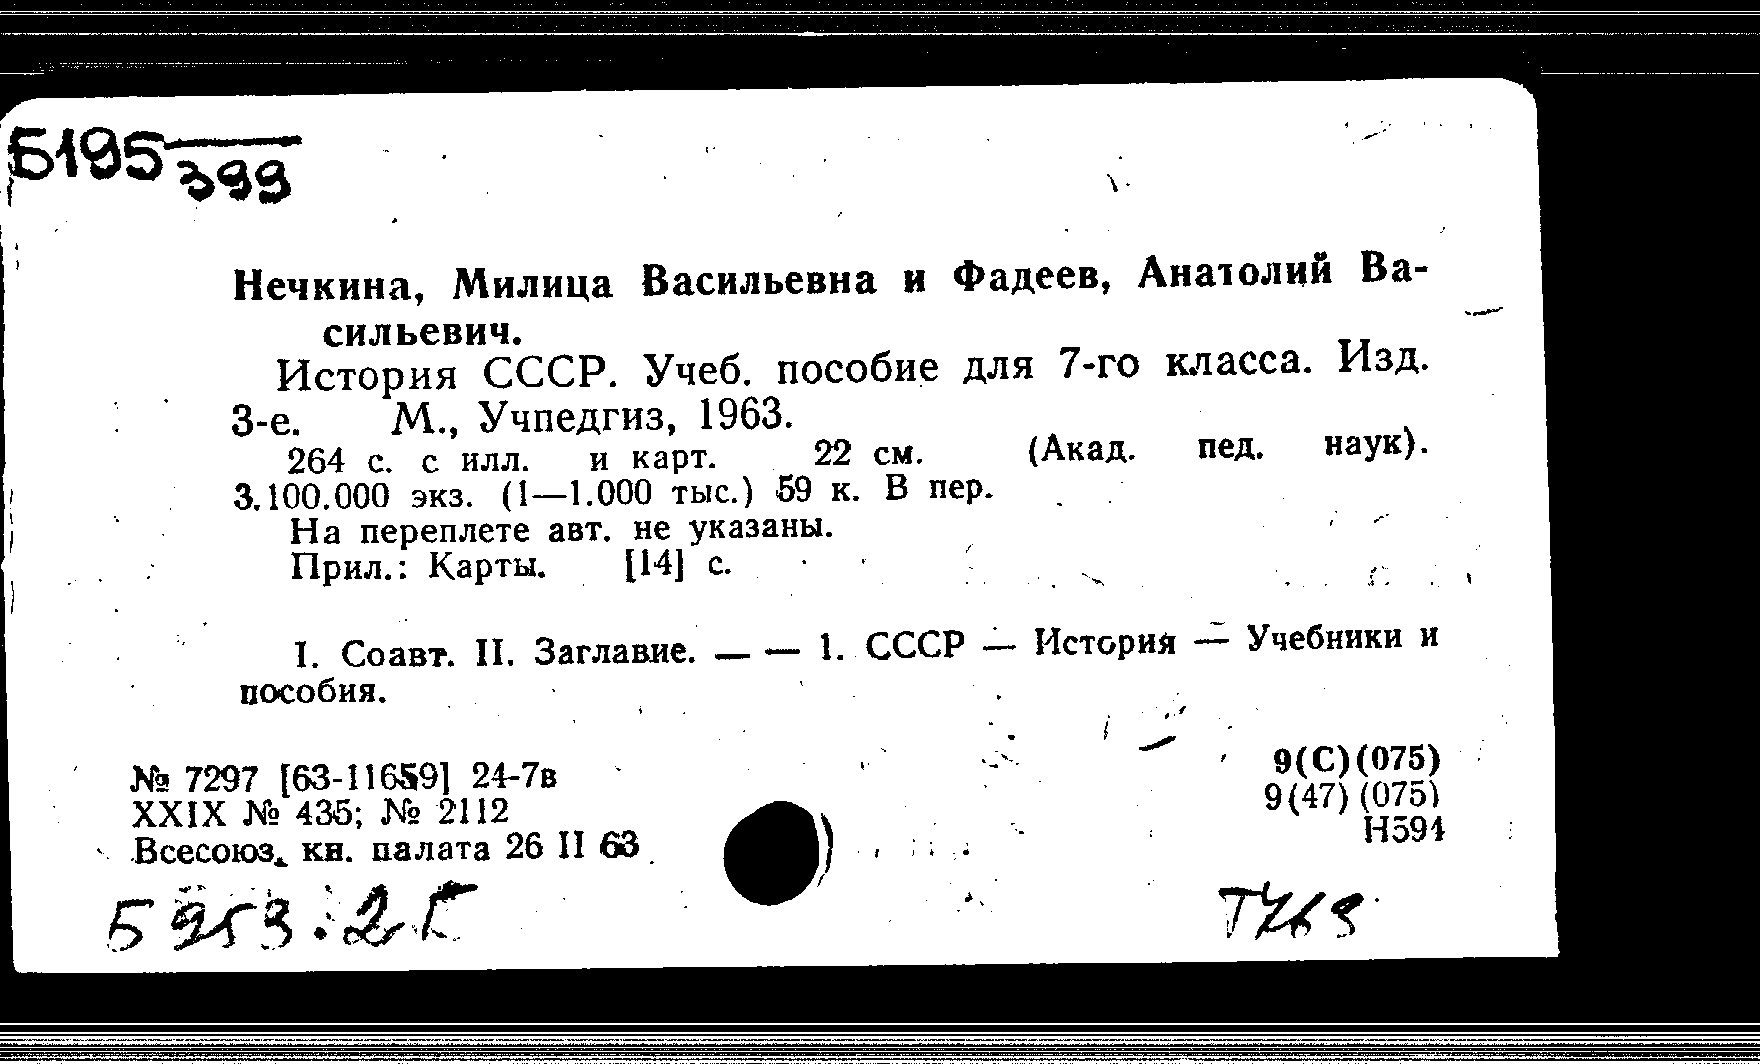 Б195
399
Нечкина, Милица Васильевна и Фадеев, Анатолий Ва-
сильевич.
История СССР. Учеб. пособие для 7-го класса. Изд.
3-е. М., Учпедгиз, 1963.
264 с. с илл. и карт. 22 см. (Акад. пед. наук).
3.100.000 экз. (1—1.000 тыс.) 59 к. В пер.
На переплете авт. не указаны.
Прил.: Карты. [14] с.
I. Соавт. II. Заглавие. — — 1. СССР — История — Учебники и
пособия.
№ 7297 [63-11659] 24-7в
XXIX № 435; № 2112
Всесоюз. кн. палата 26 II 63
9(С)(075)
9(47)(075)
Н594